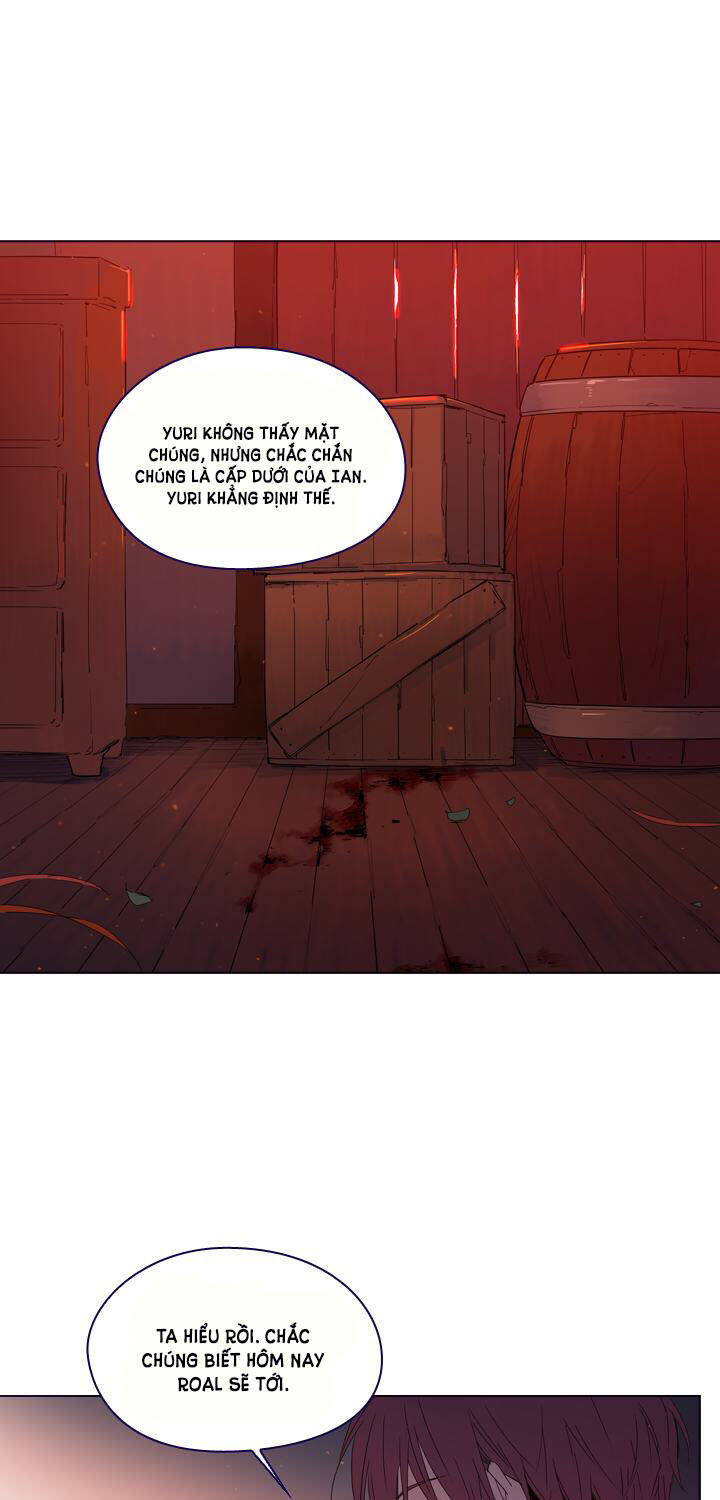 YURI KHÔNG THẤY MẶT
CHÚNG, NHƯNG CHẮC CHẮN
CHÚNG LÀ CẤP DƯỚI CỦA IAN.
YURI KHẲNG ĐỊNH THẾ.
TA HIỂU RỒI. CHẮC
CHÚNG BIẾT HÔM NAY
ROAL SẼ TỚI.